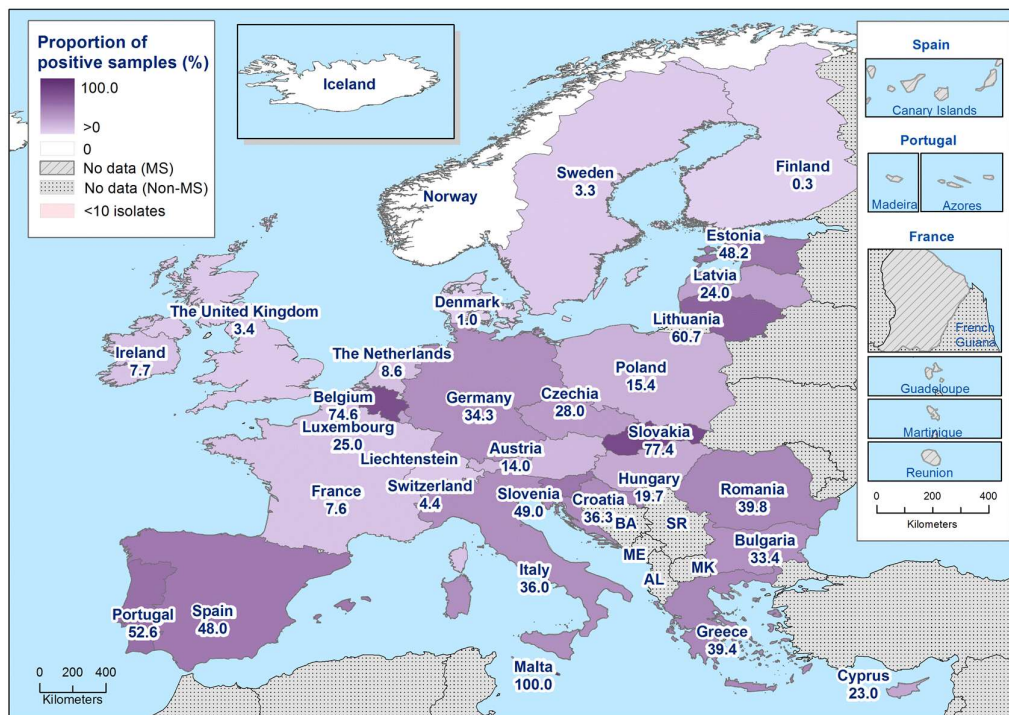 Proportion of
positive samples (%)
100.0
>0
0
No data (MS)
No data (Non-MS)
<10 isolates
Iceland
Norway
Sweden
3.3
Finland
0.3
Estonia
48.2
Latvia
24.0
Lithuania
60.7
Denmark
1.0
The United Kingdom
3.4
Ireland
7.7
The Netherlands
8.6
Belgium
74.6
Luxembourg
25.0
Germany
34.3
Poland
15.4
Czechia
28.0
Slovakia
77.4
Liechtenstein
Austria
14.0
Switzerland
4.4
France
7.6
Slovenia
49.0
Croatia
36.3
Hungary
19.7
Romania
39.8
BA
SR
Bulgaria
33.4
ME
MK
AL
Italy
36.0
Portugal
52.6
Spain
48.0
Greece
39.4
Malta
100.0
Cyprus
23.0
0 200 400
Kilometers
Spain
Canary Islands
Portugal
Madeira
Azores
France
French
Guiana
Guadeloupe
Martinique
Reunion
0 200 400
Kilometers